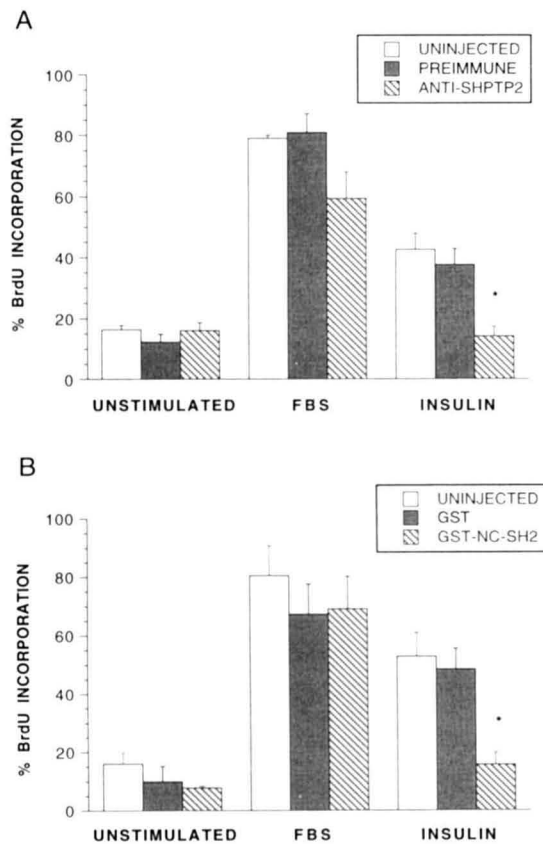 A
UNINJECTED
PREIMMUNE
ANTI-SHPTP2
% BrdU INCORPORATION
100
80
60
40
20
0
UNSTIMULATED FBS INSULIN
*
B
UNINJECTED
GST
GST-NC-SH2
% BrdU INCORPORATION
100
80
60
40
20
0
UNSTIMULATED FBS INSULIN
*